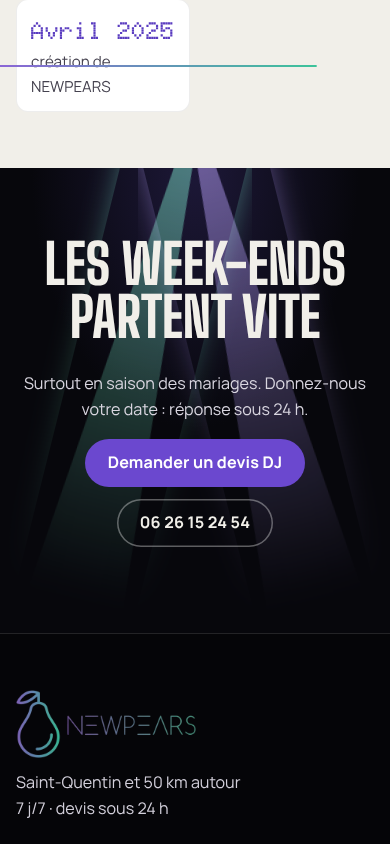 Avril 2025
création de
NEWPEARS
LES WEEK-ENDS
PARTENT VITE
Surtout en saison des mariages. Donnez-nous
votre date : réponse sous 24 h.
Demander un devis DJ
06 26 15 24 54
NEWPEARS
Saint-Quentin et 50 km autour
7 j/7 · devis sous 24 h